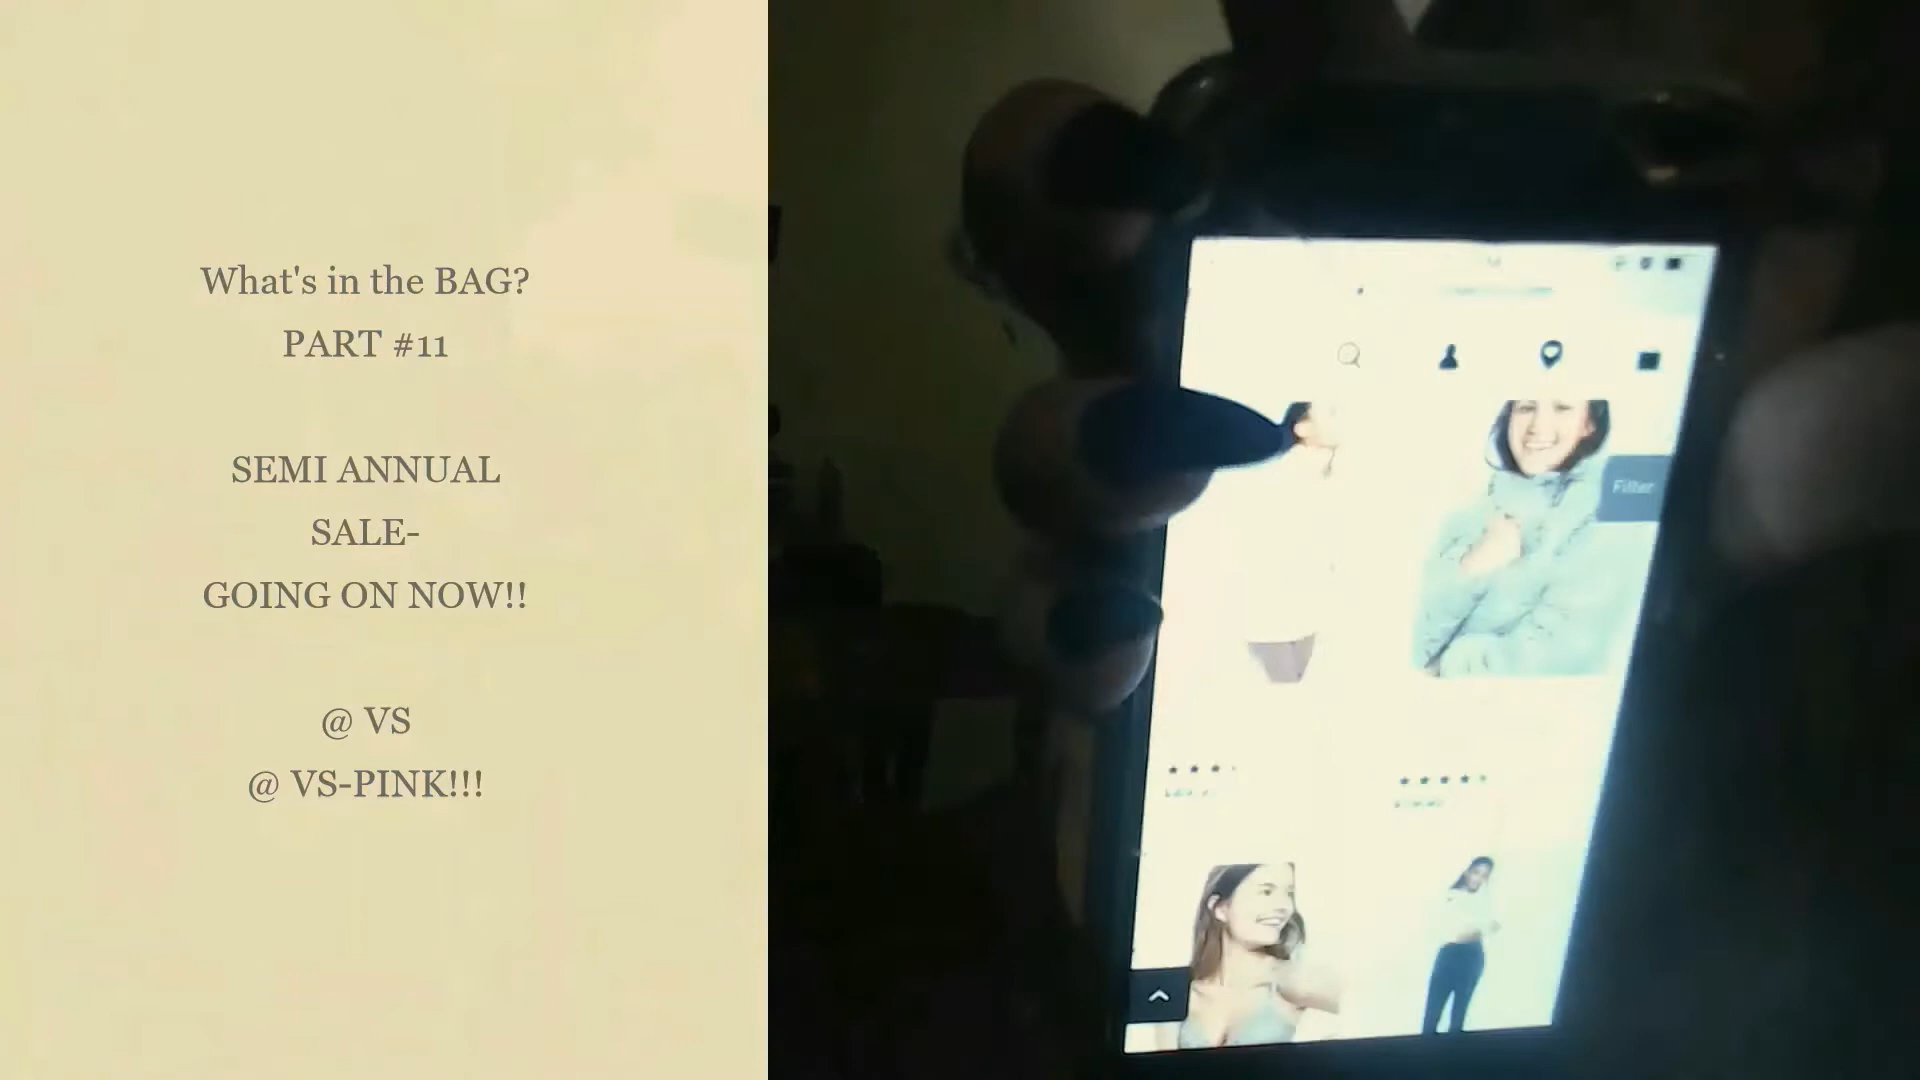 What's in the BAG?
PART #11
SEMI ANNUAL
SALE-
GOING ON NOW!!
@ VS
@ VS-PINK!!!
Filter